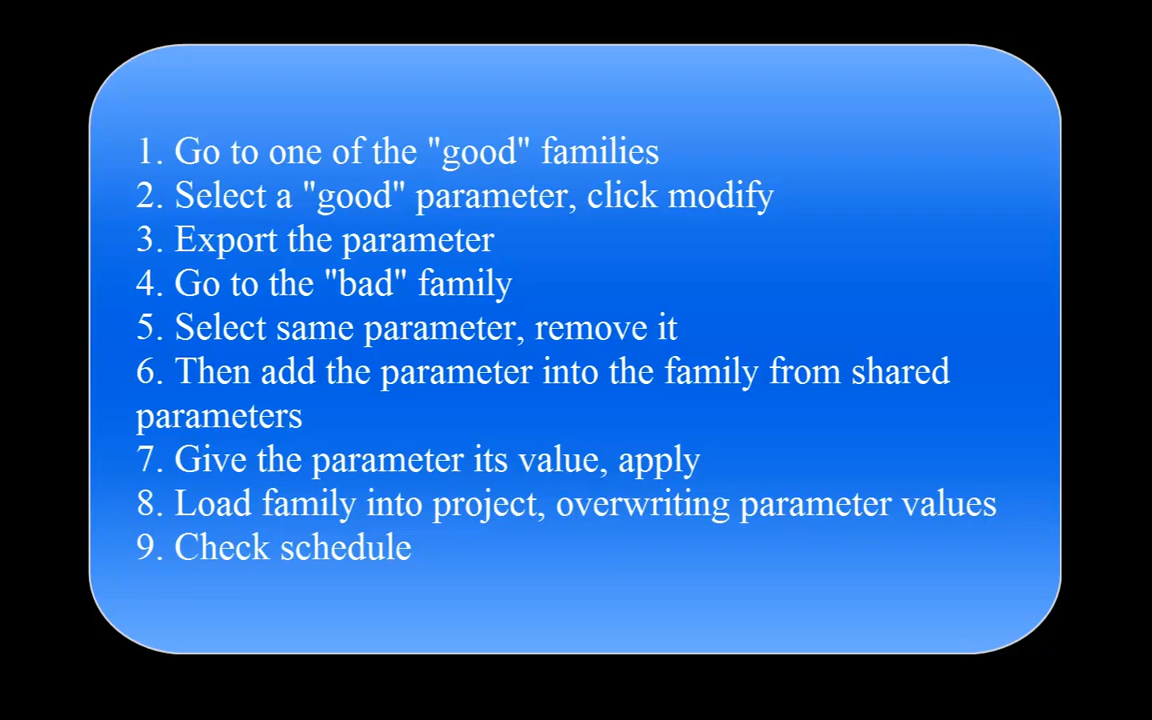 1. Go to one of the "good" families
2. Select a "good" parameter, click modify
3. Export the parameter
4. Go to the "bad" family
5. Select same parameter, remove it
6. Then add the parameter into the family from shared
parameters
7. Give the parameter its value, apply
8. Load family into project, overwriting parameter values
9. Check schedule